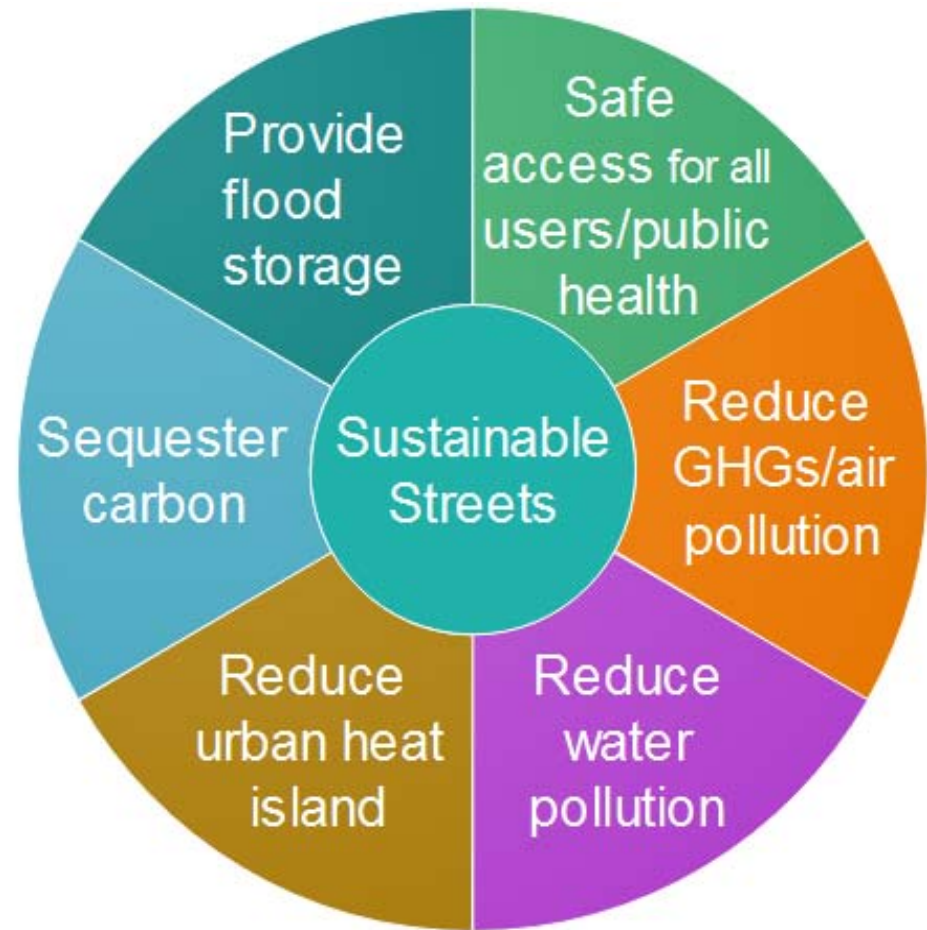 Provide
flood
storage
Safe
access for all
users/public
health
Sequester
carbon
Sustainable
Streets
Reduce
GHGs/air
pollution
Reduce
urban heat
island
Reduce
water
pollution